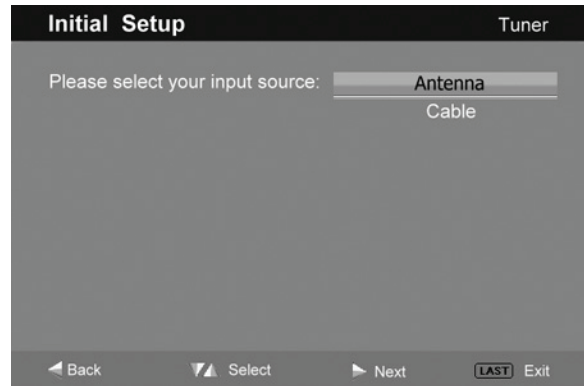 Initial Setup Tuner
Please select your input source: Antenna
Cable
Back Select Next LAST Exit